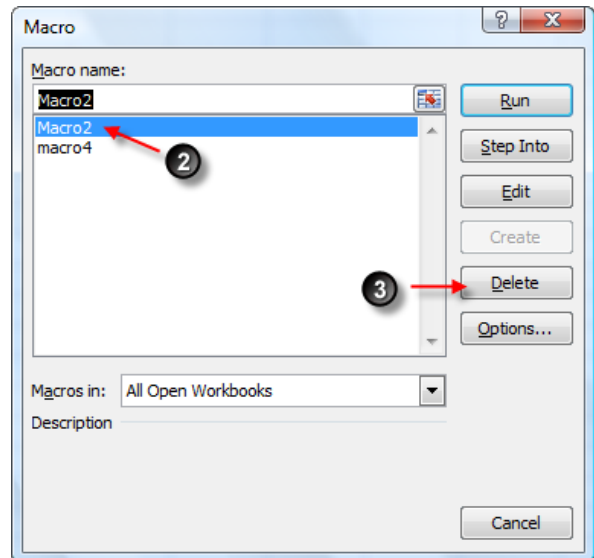 Macro
?
Macro name:
Macro2
Run
Macro2
macro4
2
Step Into
Edit
Create
3
Delete
Options...
Macros in:
All Open Workbooks
Description
Cancel